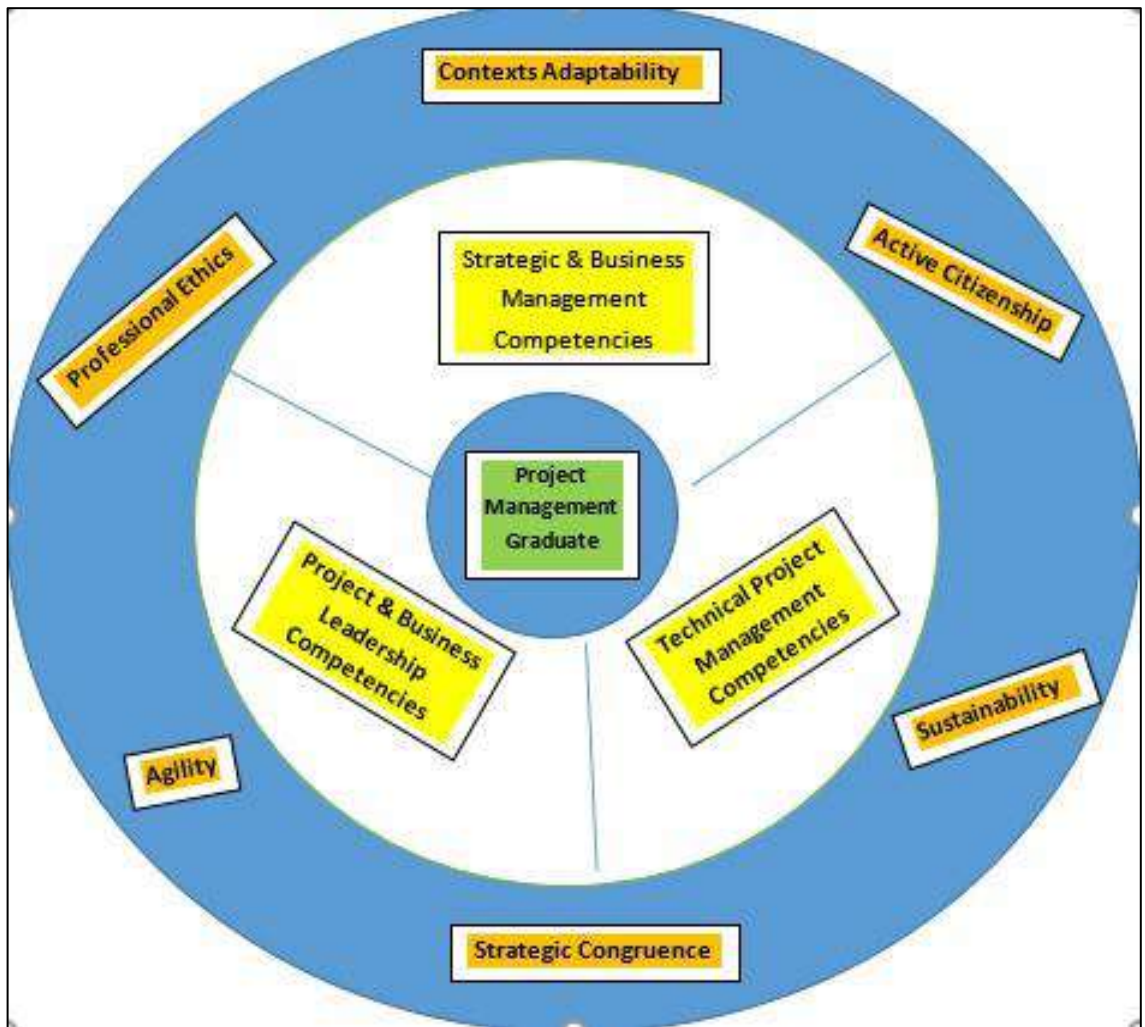 Contexts Adaptability
Professional Ethics
Active Citizenship
Strategic & Business
Management
Competencies
Project
Management
Graduate
Project & Business
Leadership
Competencies
Technical Project
Management
Competencies
Sustainability
Agility
Strategic Congruence